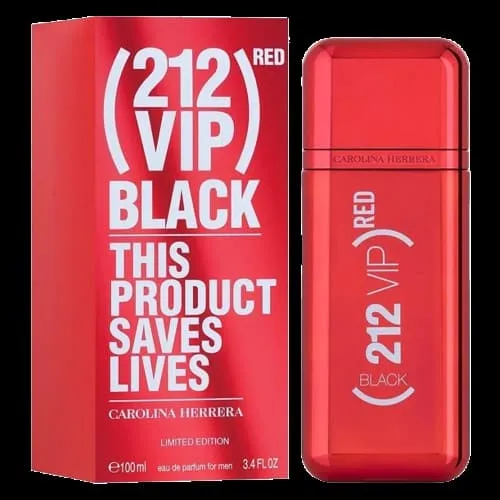 (212 RED
VIP)
BLACK
THIS
PRODUCT
SAVES
LIVES
CAROLINA HERRERA
LIMITED EDITION
℮100ml eau de parfum for men 3.4 FL OZ
CAROLINA HERRERA
(212 VIP) RED
BLACK